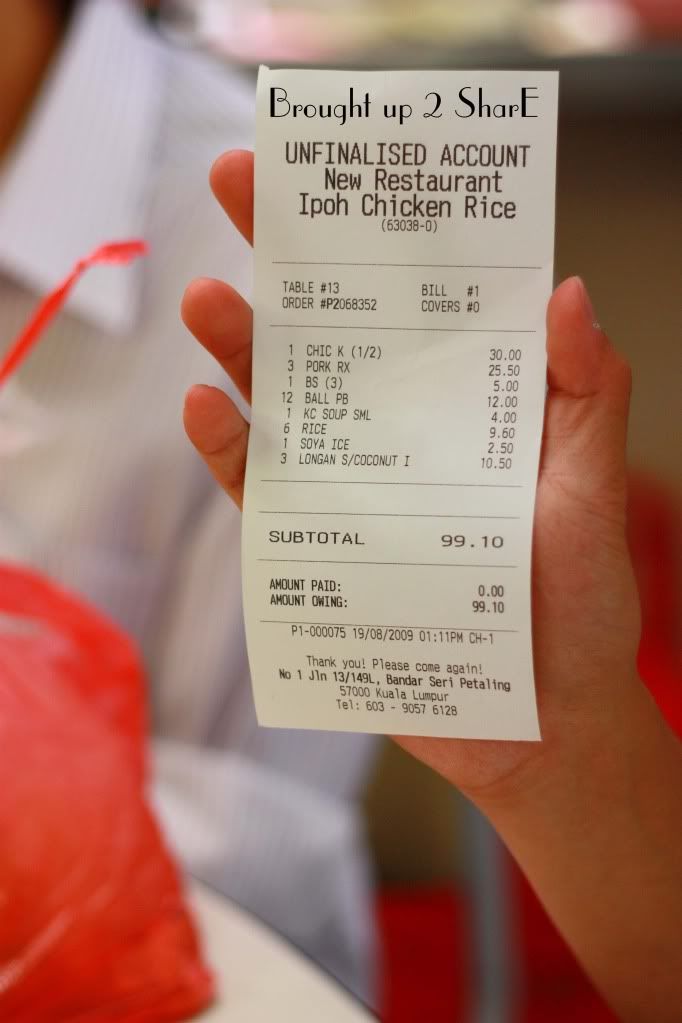 Brought up 2 SharE
UNFINALISED ACCOUNT
New Restaurant
Ipoh Chicken Rice
(63038-0)
TABLE #13 BILL #1
ORDER #P2068352 COVERS #0
1 CHIC K (1/2) 30.00
3 PORK RX 25.50
1 BS (3) 5.00
12 BALL PB 12.00
1 KC SOUP SML 4.00
6 RICE 9.60
1 SOYA ICE 2.50
3 LONGAN S/COCONUT I 10.50
SUBTOTAL 99.10
AMOUNT PAID: 0.00
AMOUNT OWING: 99.10
P1-000075 19/08/2009 01:11PM CH-1
Thank you! Please come again!
No 1 Jln 13/149L, Bandar Seri Petaling
57000 Kuala Lumpur
Tel: 603 - 9057 6128